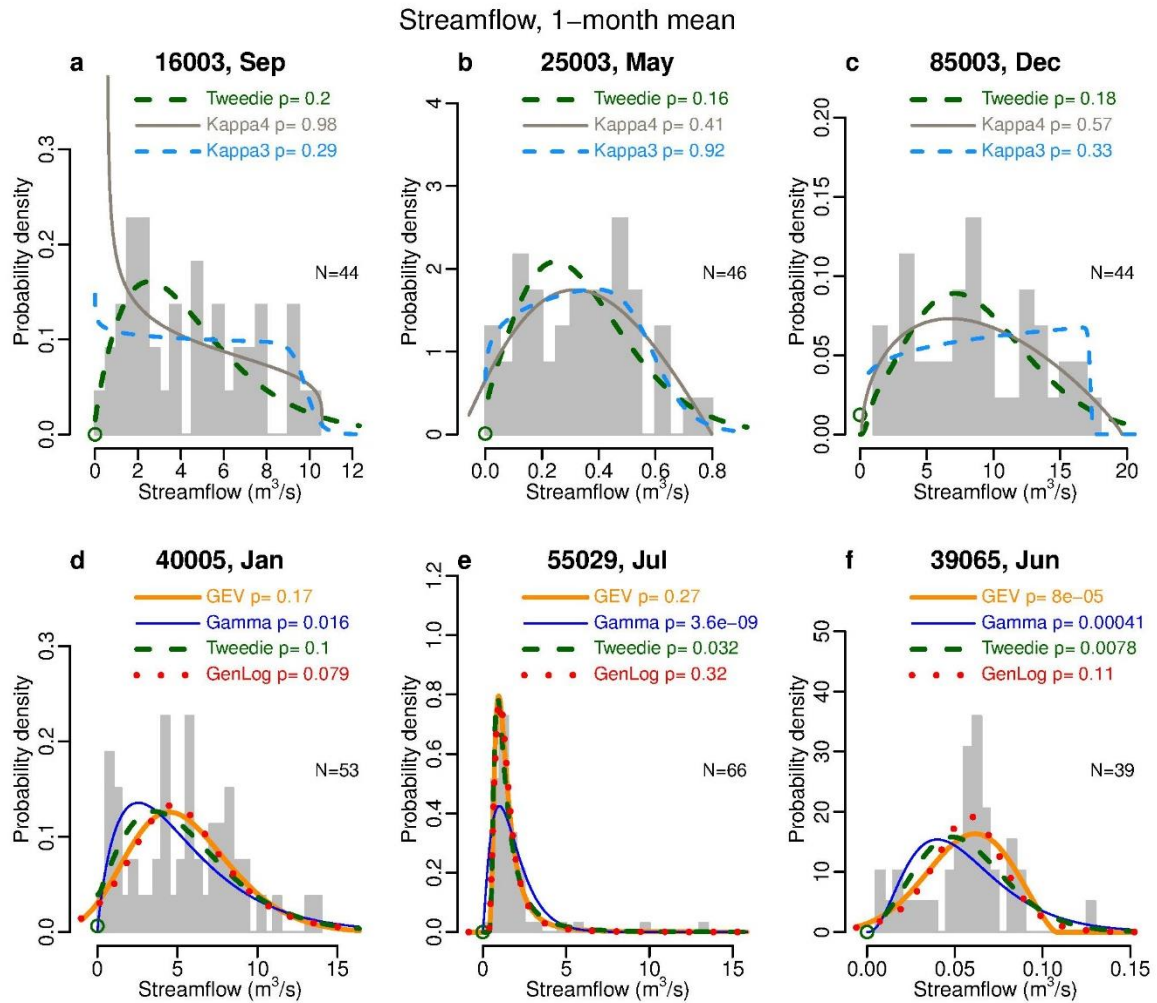 Streamflow, 1−month mean
a 16003, Sep
Tweedie p= 0.2
Kappa4 p= 0.98
Kappa3 p= 0.29
N=44
Probability density
0.0 0.1 0.2 0.3
0 2 4 6 8 10 12
Streamflow (m³/s)
b 25003, May
Tweedie p= 0.16
Kappa4 p= 0.41
Kappa3 p= 0.92
N=46
Probability density
0 1 2 3 4
0.0 0.2 0.4 0.6 0.8
Streamflow (m³/s)
c 85003, Dec
Tweedie p= 0.18
Kappa4 p= 0.57
Kappa3 p= 0.33
N=44
Probability density
0.00 0.05 0.10 0.15 0.20
0 5 10 15 20
Streamflow (m³/s)
d 40005, Jan
GEV p= 0.17
Gamma p= 0.016
Tweedie p= 0.1
GenLog p= 0.079
N=53
Probability density
0.0 0.1 0.2 0.3
0 5 10 15
Streamflow (m³/s)
e 55029, Jul
GEV p= 0.27
Gamma p= 3.6e−09
Tweedie p= 0.032
GenLog p= 0.32
N=66
Probability density
0.0 0.2 0.4 0.6 0.8 1.0 1.2
0 5 10 15
Streamflow (m³/s)
f 39065, Jun
GEV p= 8e−05
Gamma p= 0.00041
Tweedie p= 0.0078
GenLog p= 0.11
N=39
Probability density
0 10 20 30 40 50
0.00 0.05 0.10 0.15
Streamflow (m³/s)